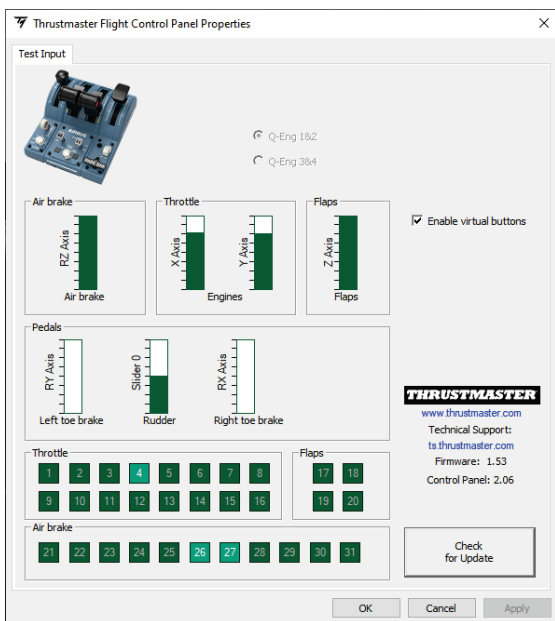 Thrustmaster Flight Control Panel Properties
Test Input
AIRBUS
Q-Eng 1&2
Q-Eng 3&4
Air brake
RZ Axis
Air brake
Throttle
X Axis
Y Axis
Engines
Flaps
Z Axis
Flaps
Enable virtual buttons
Pedals
RY Axis
Left toe brake
Slider 0
Rudder
RX Axis
Right toe brake
THRUSTMASTER
www.thrustmaster.com
Technical Support:
ts.thrustmaster.com
Firmware: 1.53
Control Panel: 2.06
Throttle
1 2 3 4 5 6 7 8
9 10 11 12 13 14 15 16
Flaps
17 18
19 20
Air brake
21 22 23 24 25 26 27 28 29 30 31
Check
for Update
OK Cancel Apply